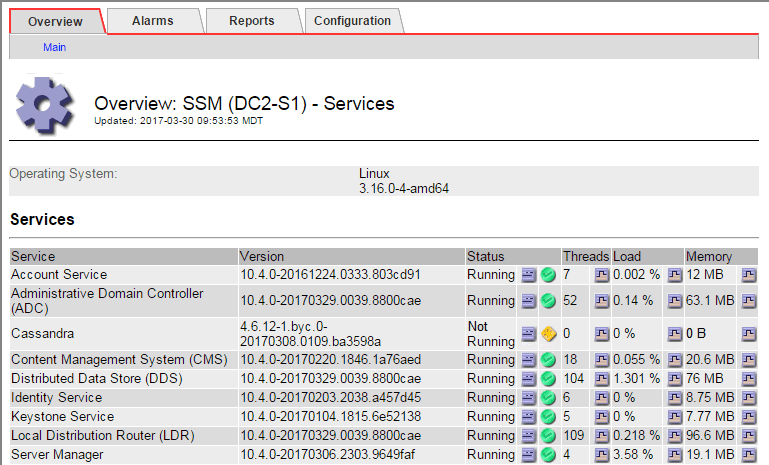 Overview Alarms Reports Configuration
Main
Overview: SSM (DC2-S1) - Services
Updated: 2017-03-30 09:53:53 MDT
Operating System: Linux
3.16.0-4-amd64
Services
Service Version Status Threads Load Memory
Account Service 10.4.0-20161224.0333.803cd91 Running 7 0.002 % 12 MB
Administrative Domain Controller
(ADC) 10.4.0-20170329.0039.8800cae Running 52 0.14 % 63.1 MB
Cassandra 4.6.12-1.byc.0-
20170308.0109.ba3598a Not
Running 0 0 % 0 B
Content Management System (CMS) 10.4.0-20170220.1846.1a76aed Running 18 0.055 % 20.6 MB
Distributed Data Store (DDS) 10.4.0-20170329.0039.8800cae Running 104 1.301 % 76 MB
Identity Service 10.4.0-20170203.2038.a457d45 Running 6 0 % 8.75 MB
Keystone Service 10.4.0-20170104.1815.6e52138 Running 5 0 % 7.77 MB
Local Distribution Router (LDR) 10.4.0-20170329.0039.8800cae Running 109 0.218 % 96.6 MB
Server Manager 10.4.0-20170306.2303.9649faf Running 4 3.58 % 19.1 MB